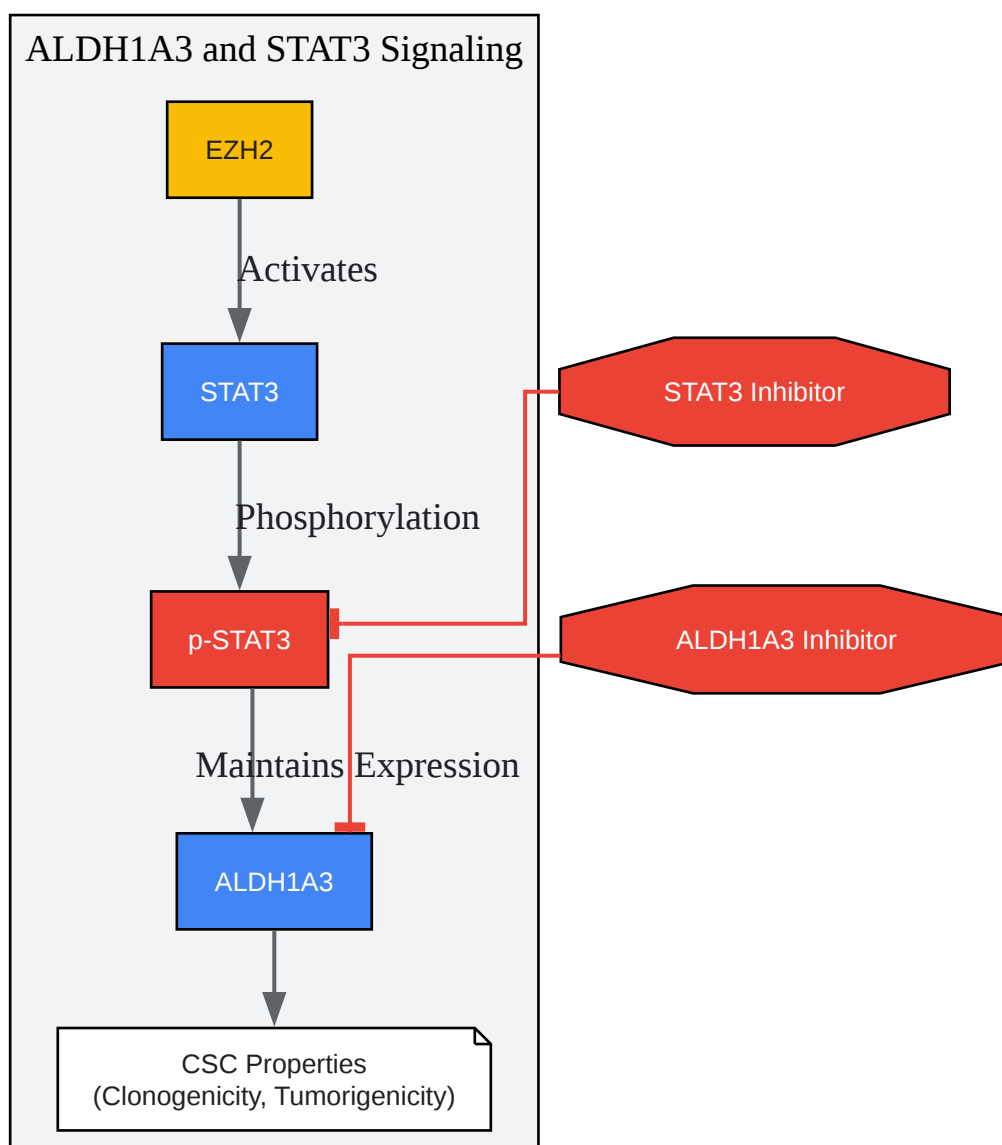 ALDH1A3 and STAT3 Signaling
EZH2
Activates
STAT3
STAT3 Inhibitor
Phosphorylation
p-STAT3
ALDH1A3 Inhibitor
Maintains Expression
ALDH1A3
CSC Properties
(Clonogenicity, Tumorigenicity)